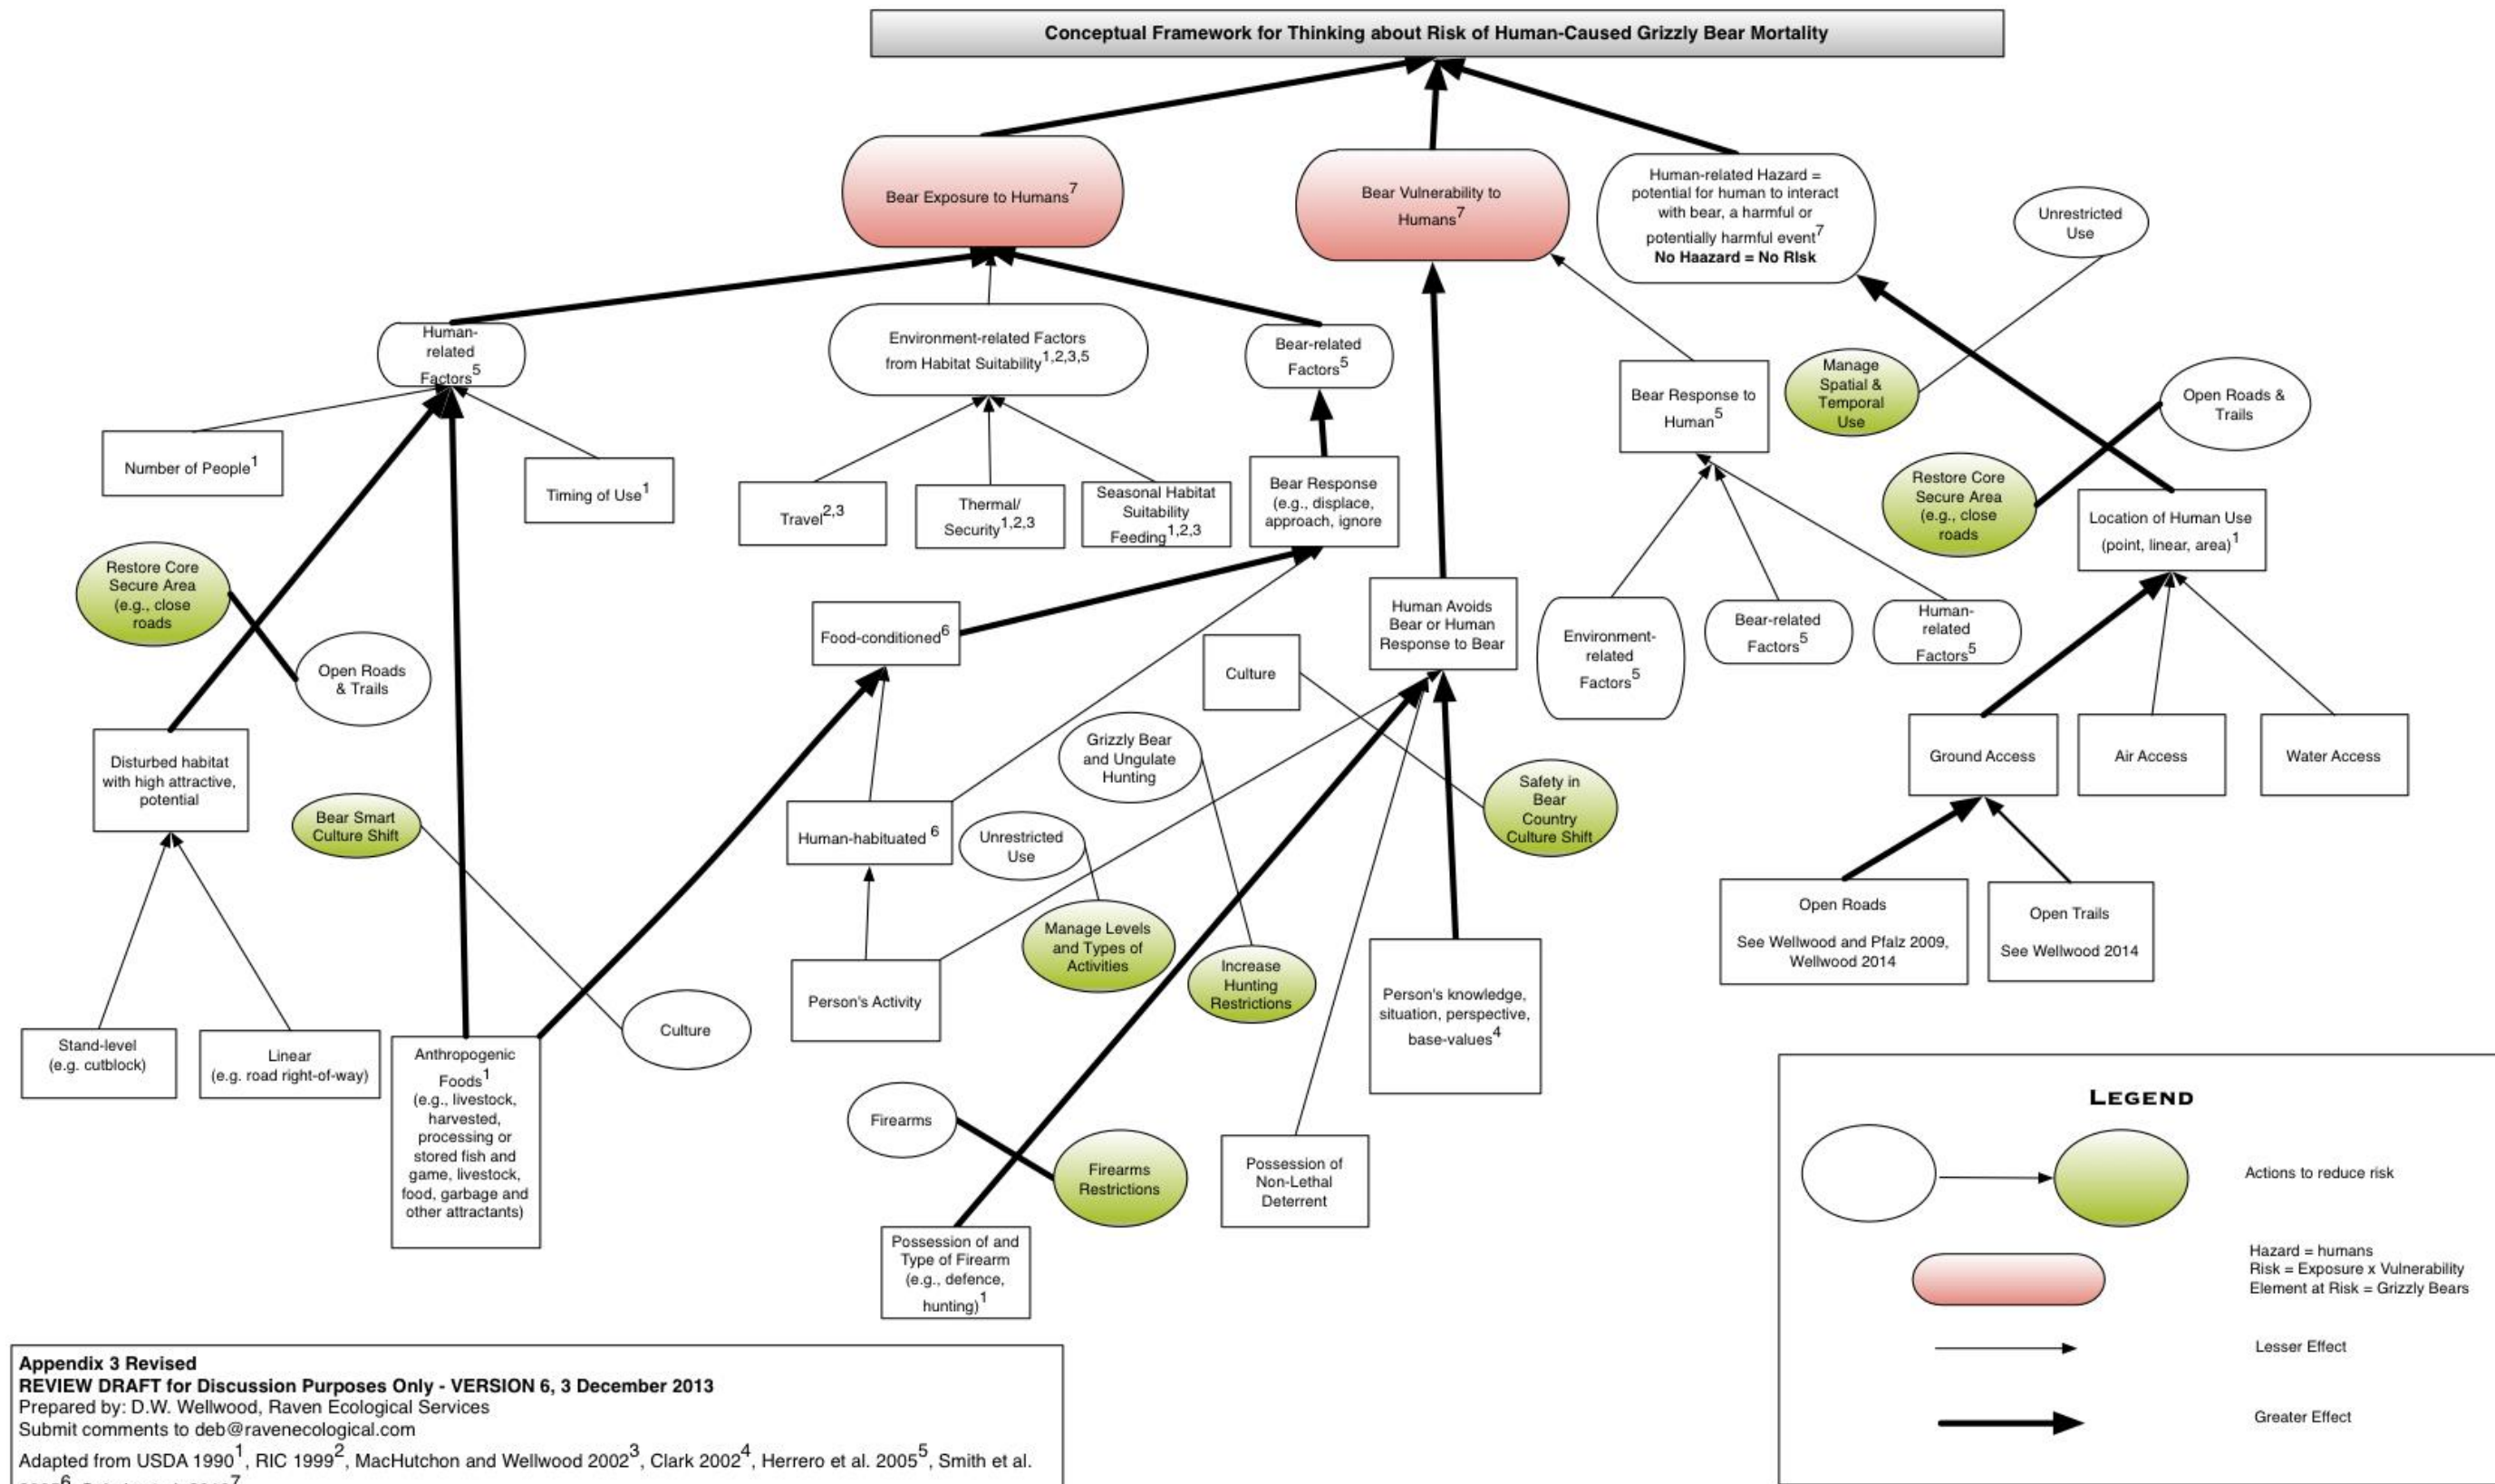 Conceptual Framework for Thinking about Risk of Human-Caused Grizzly Bear Mortality
Bear Exposure to Humans7
Bear Vulnerability to
Humans7
Human-related Hazard =
potential for human to interact
with bear, a harmful or
potentially harmful event7
No Haazard = No RIsk
Unrestricted
Use
Human-
related
Factors5
Environment-related Factors
from Habitat Suitability1,2,3,5
Bear-related
Factors5
Bear Response to
Human5
Manage
Spatial &
Temporal
Use
Open Roads &
Trails
Number of People1
Timing of Use1
Travel2,3
Thermal/
Security1,2,3
Seasonal Habitat
Suitability
Feeding1,2,3
Bear Response
(e.g., displace,
approach, ignore
Restore Core
Secure Area
(e.g., close
roads
Location of Human Use
(point, linear, area)1
Restore Core
Secure Area
(e.g., close
roads
Open Roads
& Trails
Food-conditioned6
Culture
Human Avoids
Bear or Human
Response to Bear
Environment-
related
Factors5
Bear-related
Factors5
Human-
related
Factors5
Disturbed habitat
with high attractive,
potential
Grizzly Bear
and Ungulate
Hunting
Ground Access
Air Access
Water Access
Bear Smart
Culture Shift
Human-habituated 6
Unrestricted
Use
Safety in
Bear
Country
Culture Shift
Manage Levels
and Types of
Activities
Increase
Hunting
Restrictions
Open Roads
See Wellwood and Pfalz 2009,
Wellwood 2014
Open Trails
See Wellwood 2014
Person's Activity
Person's knowledge,
situation, perspective,
base-values4
Stand-level
(e.g. cutblock)
Linear
(e.g. road right-of-way)
Anthropogenic
Foods1
(e.g., livestock,
harvested,
processing or
stored fish and
game, livestock,
food, garbage and
other attractants)
Culture
Firearms
Firearms
Restrictions
Possession of
Non-Lethal
Deterrent
Possession of and
Type of Firearm
(e.g., defence,
hunting)1
LEGEND
Actions to reduce risk
Hazard = humans
Risk = Exposure x Vulnerability
Element at Risk = Grizzly Bears
Lesser Effect
Greater Effect
Appendix 3 Revised
REVIEW DRAFT for Discussion Purposes Only - VERSION 6, 3 December 2013
Prepared by: D.W. Wellwood, Raven Ecological Services
Submit comments to deb@ravenecological.com
Adapted from USDA 19901, RIC 19992, MacHutchon and Wellwood 20023, Clark 20024, Herrero et al. 20055, Smith et al.